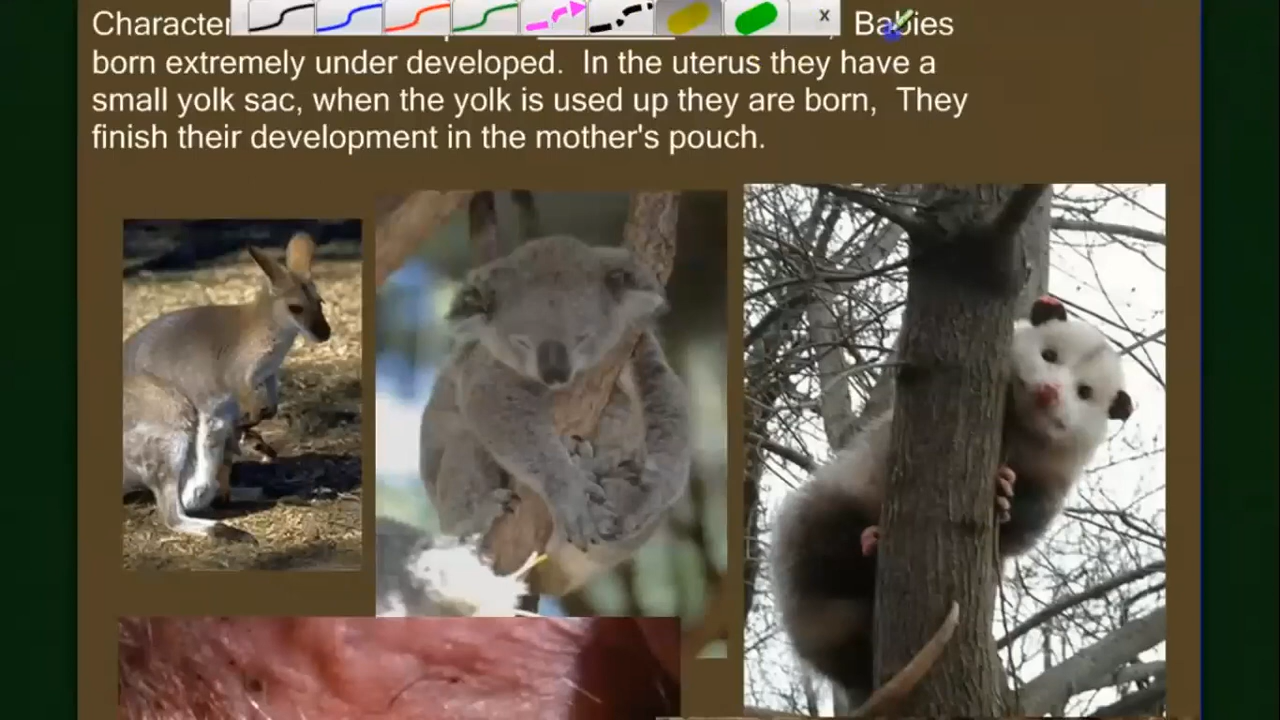 Character Babies
born extremely under developed. In the uterus they have a
small yolk sac, when the yolk is used up they are born, They
finish their development in the mother's pouch.
x